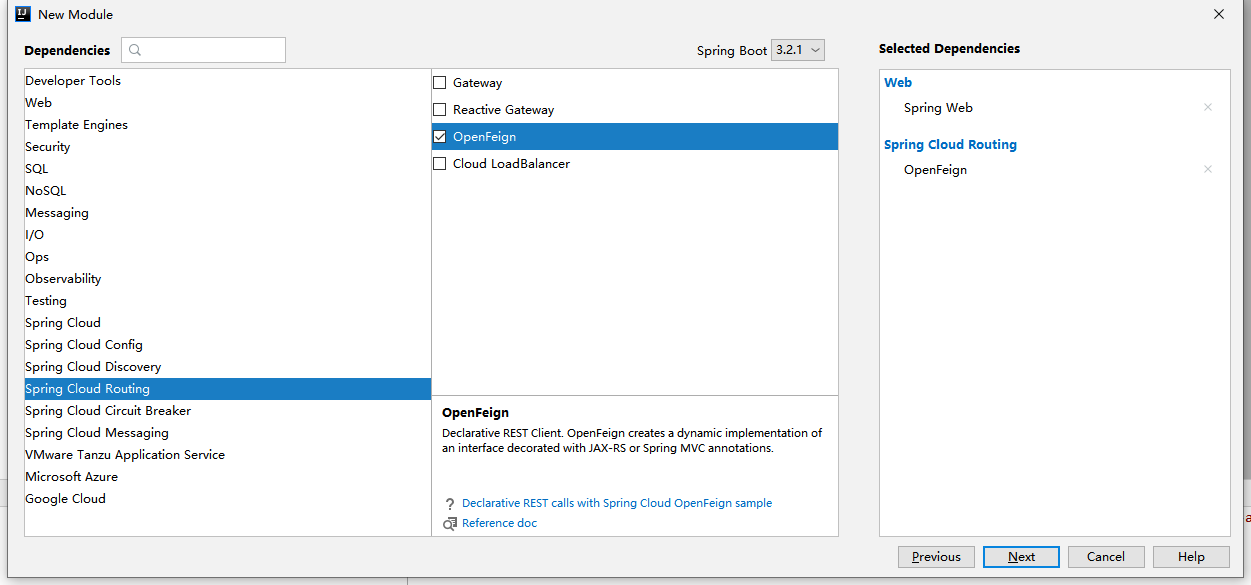 New Module
Dependencies
Spring Boot 3.2.1
Selected Dependencies
Developer Tools
Web
Template Engines
Security
SQL
NoSQL
Messaging
I/O
Ops
Observability
Testing
Spring Cloud
Spring Cloud Config
Spring Cloud Discovery
Spring Cloud Routing
Spring Cloud Circuit Breaker
Spring Cloud Messaging
VMware Tanzu Application Service
Microsoft Azure
Google Cloud
Gateway
Reactive Gateway
OpenFeign
Cloud LoadBalancer
OpenFeign
Declarative REST Client. OpenFeign creates a dynamic implementation of
an interface decorated with JAX-RS or Spring MVC annotations.
Declarative REST calls with Spring Cloud OpenFeign sample
Reference doc
Web
Spring Web
Spring Cloud Routing
OpenFeign
Previous
Next
Cancel
Help